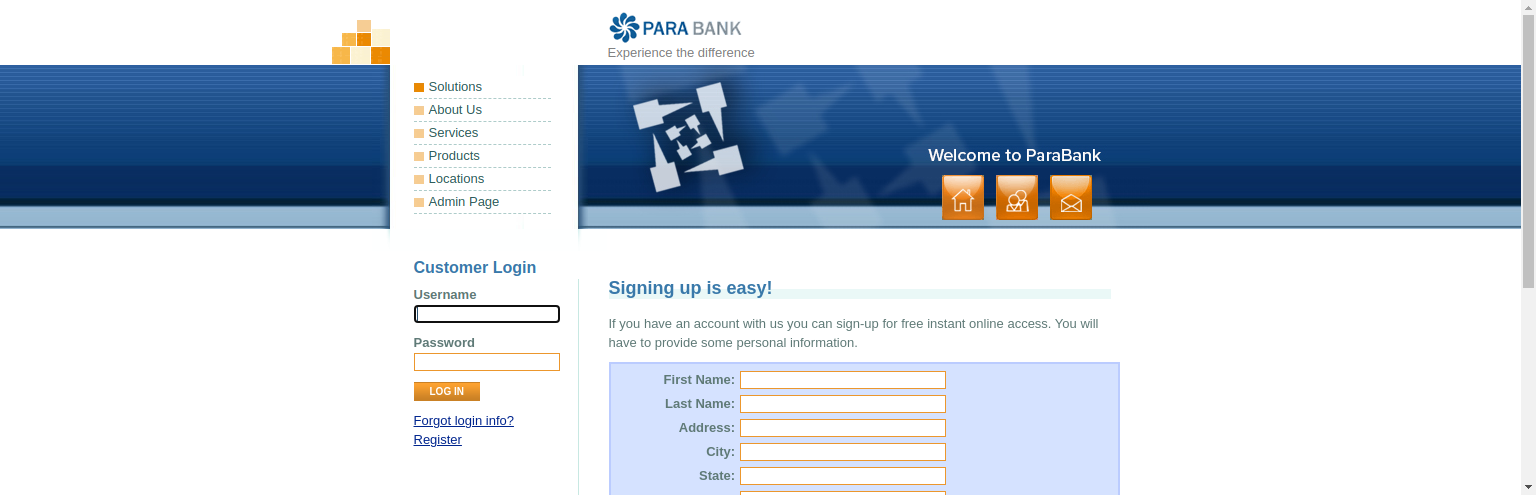 PARA BANK
Experience the difference
Solutions
About Us
Services
Products
Locations
Admin Page
Welcome to ParaBank
Customer Login
Username
Password
LOG IN
Forgot login info?
Register
Signing up is easy!
If you have an account with us you can sign-up for free instant online access. You will
have to provide some personal information.
First Name:
Last Name:
Address:
City:
State: